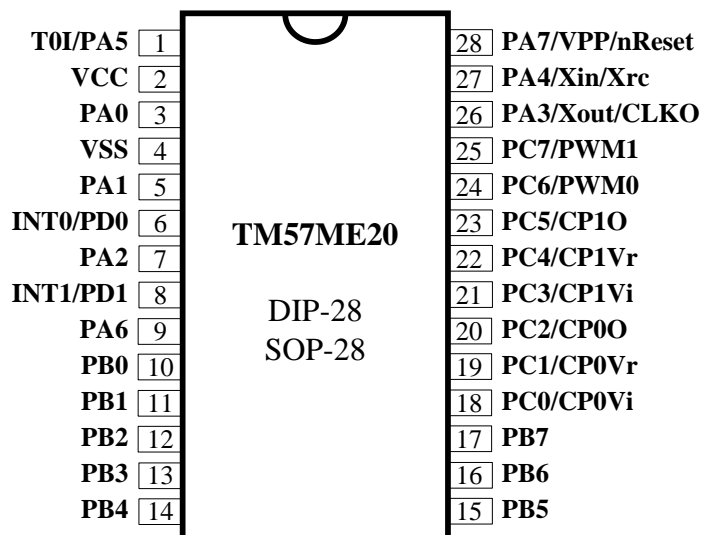 T0I/PA5 1 28 PA7/VPP/nReset
VCC 2 27 PA4/Xin/Xrc
PA0 3 26 PA3/Xout/CLKO
VSS 4 25 PC7/PWM1
PA1 5 24 PC6/PWM0
INT0/PD0 6 TM57ME20 23 PC5/CP1O
PA2 7 22 PC4/CP1Vr
INT1/PD1 8 DIP-28 21 PC3/CP1Vi
PA6 9 SOP-28 20 PC2/CP0O
PB0 10 19 PC1/CP0Vr
PB1 11 18 PC0/CP0Vi
PB2 12 17 PB7
PB3 13 16 PB6
PB4 14 15 PB5